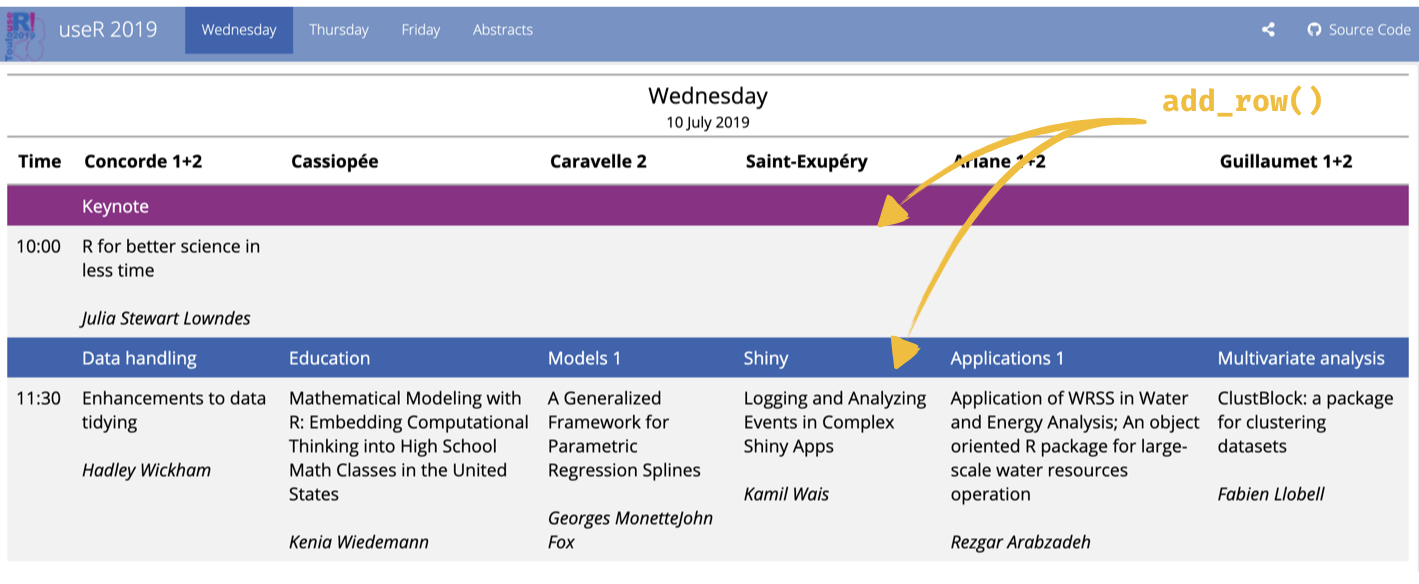 useR! Toulouse 2019 useR 2019 Wednesday Thursday Friday Abstracts Source Code
Wednesday
10 July 2019
add_row()
Time Concorde 1+2 Cassiopée Caravelle 2 Saint-Exupéry Ariane 1+2 Guillaumet 1+2
Keynote
10:00 R for better science in
less time
Julia Stewart Lowndes
Data handling Education Models 1 Shiny Applications 1 Multivariate analysis
11:30
Enhancements to data
tidying
Hadley Wickham
Mathematical Modeling with
R: Embedding Computational
Thinking into High School
Math Classes in the United
States
Kenia Wiedemann
A Generalized
Framework for
Parametric
Regression Splines
Georges MonetteJohn
Fox
Logging and Analyzing
Events in Complex
Shiny Apps
Kamil Wais
Application of WRSS in Water
and Energy Analysis; An object
oriented R package for large-
scale water resources
operation
Rezgar Arabzadeh
ClustBlock: a package
for clustering
datasets
Fabien Llobell